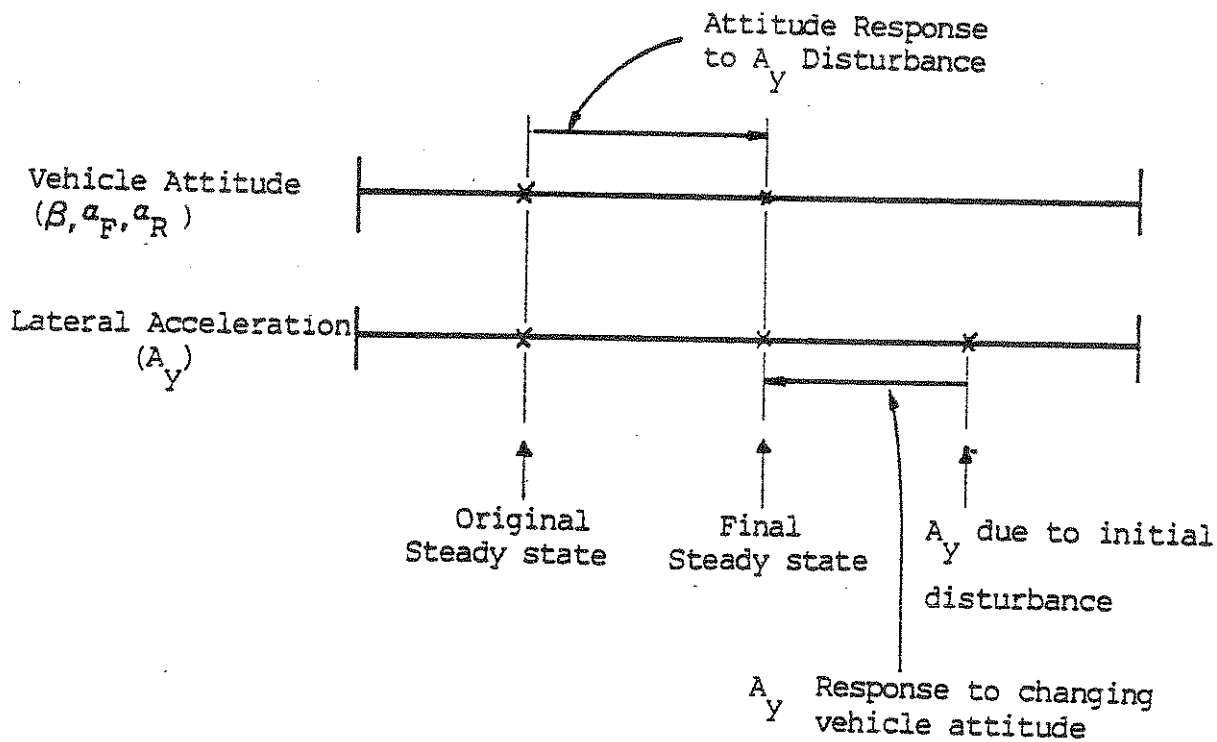 Attitude Response
to A_y Disturbance
Vehicle Attitude
(β, α_F, α_R)
Lateral Acceleration
(A_y)
Original
Steady state
Final
Steady state
A_y due to initial
disturbance
A_y Response to changing
vehicle attitude